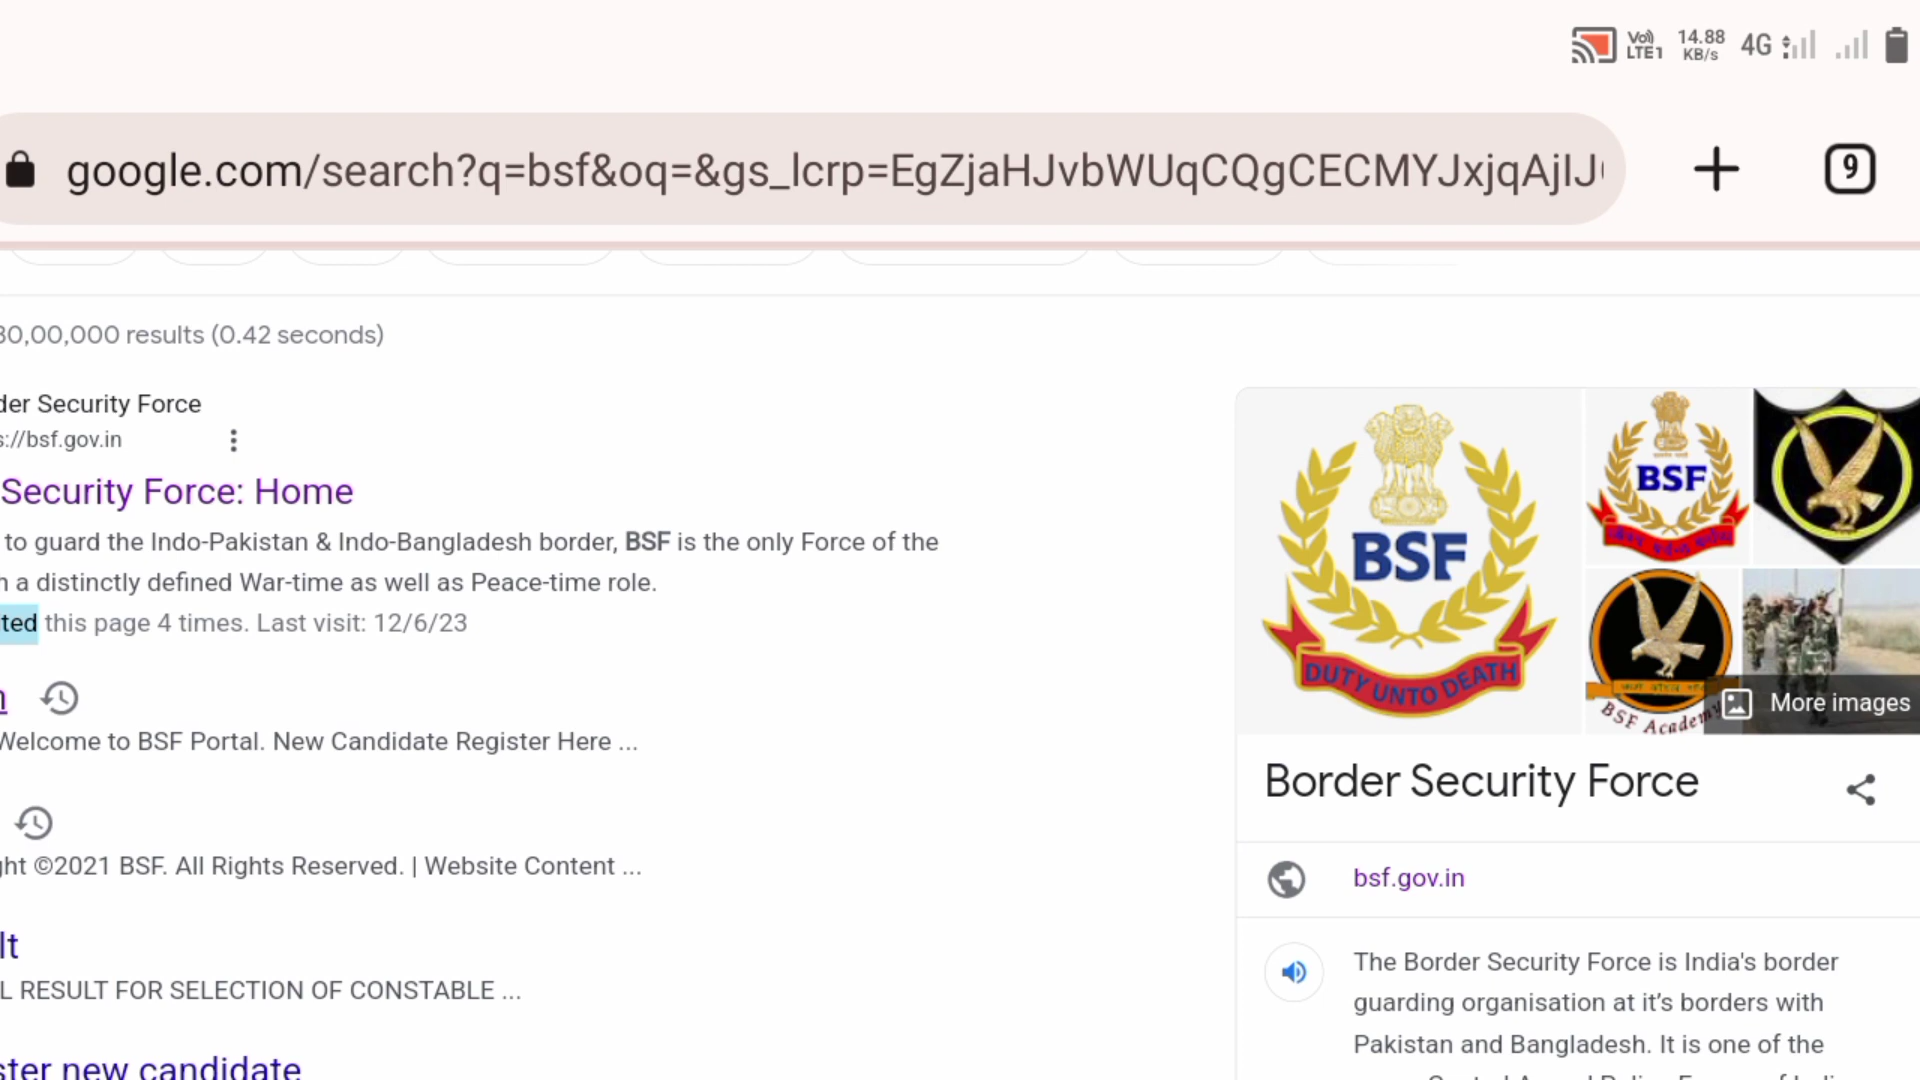 Vo))
LTE1
14.88
KB/s
4G
google.com/search?q=bsf&oq=&gs_lcrp=EgZjaHJvbWUqCQgCECMYJxjqAjIJ
9
30,00,000 results (0.42 seconds)
der Security Force
s://bsf.gov.in
Security Force: Home
to guard the Indo-Pakistan & Indo-Bangladesh border, BSF is the only Force of the
h a distinctly defined War-time as well as Peace-time role.
ted this page 4 times. Last visit: 12/6/23
n
Welcome to BSF Portal. New Candidate Register Here ...
ght ©2021 BSF. All Rights Reserved. | Website Content ...
lt
L RESULT FOR SELECTION OF CONSTABLE ...
ster new candidate
BSF
DUTY UNTO DEATH
BSF
BSF Academy
More images
Border Security Force
bsf.gov.in
The Border Security Force is India's border
guarding organisation at it's borders with
Pakistan and Bangladesh. It is one of the